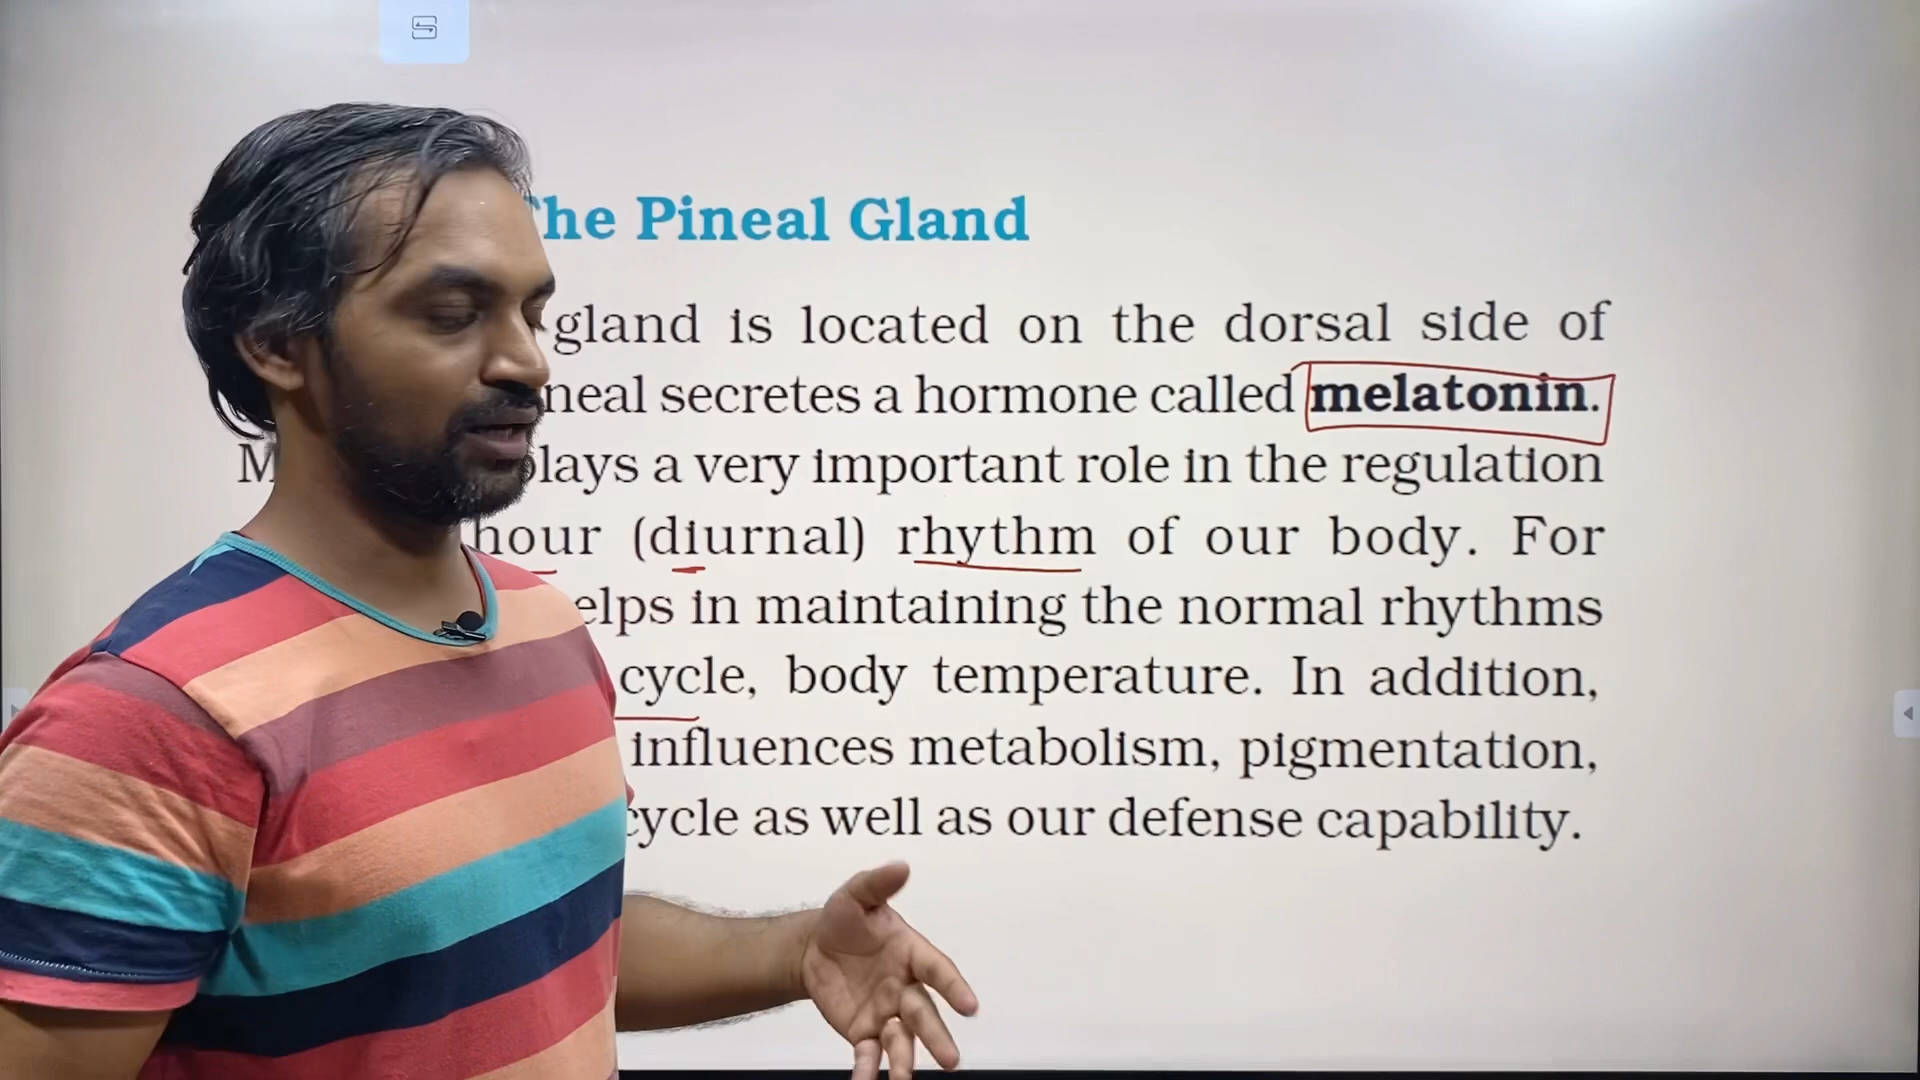 The Pineal Gland
gland is located on the dorsal side of
neal secretes a hormone called melatonin.
M lays a very important role in the regulation
hour (diurnal) rhythm of our body. For
elps in maintaining the normal rhythms
cycle, body temperature. In addition,
influences metabolism, pigmentation,
cycle as well as our defense capability.